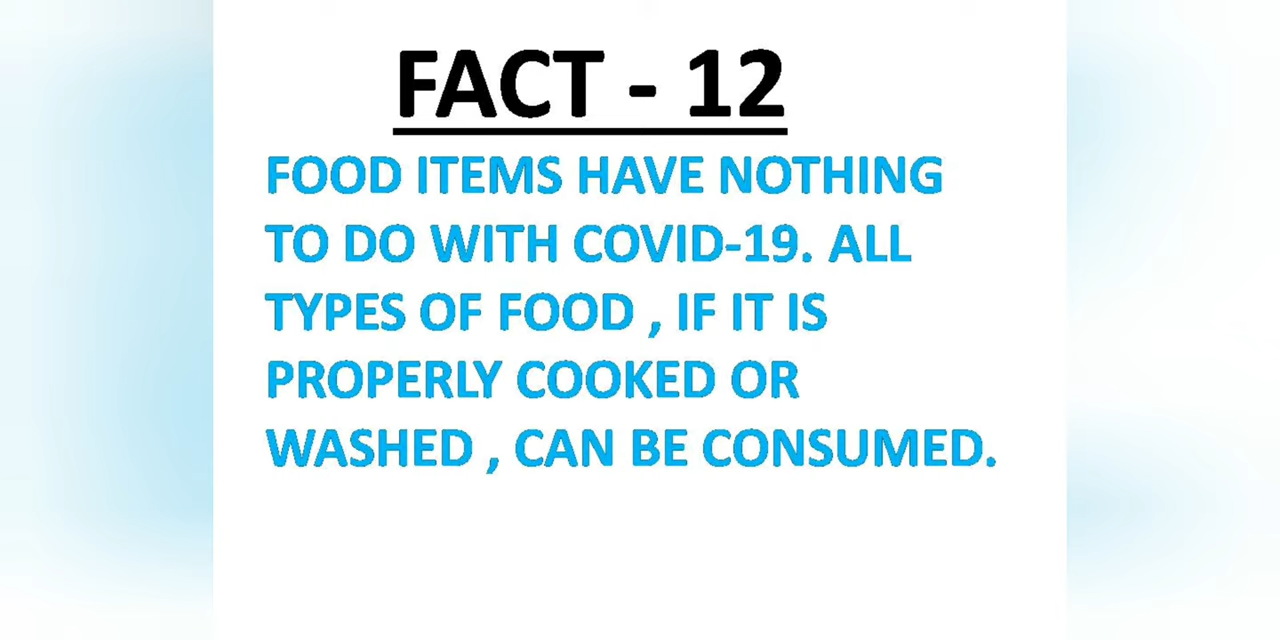 FACT - 12
FOOD ITEMS HAVE NOTHING
TO DO WITH COVID-19. ALL
TYPES OF FOOD , IF IT IS
PROPERLY COOKED OR
WASHED , CAN BE CONSUMED.